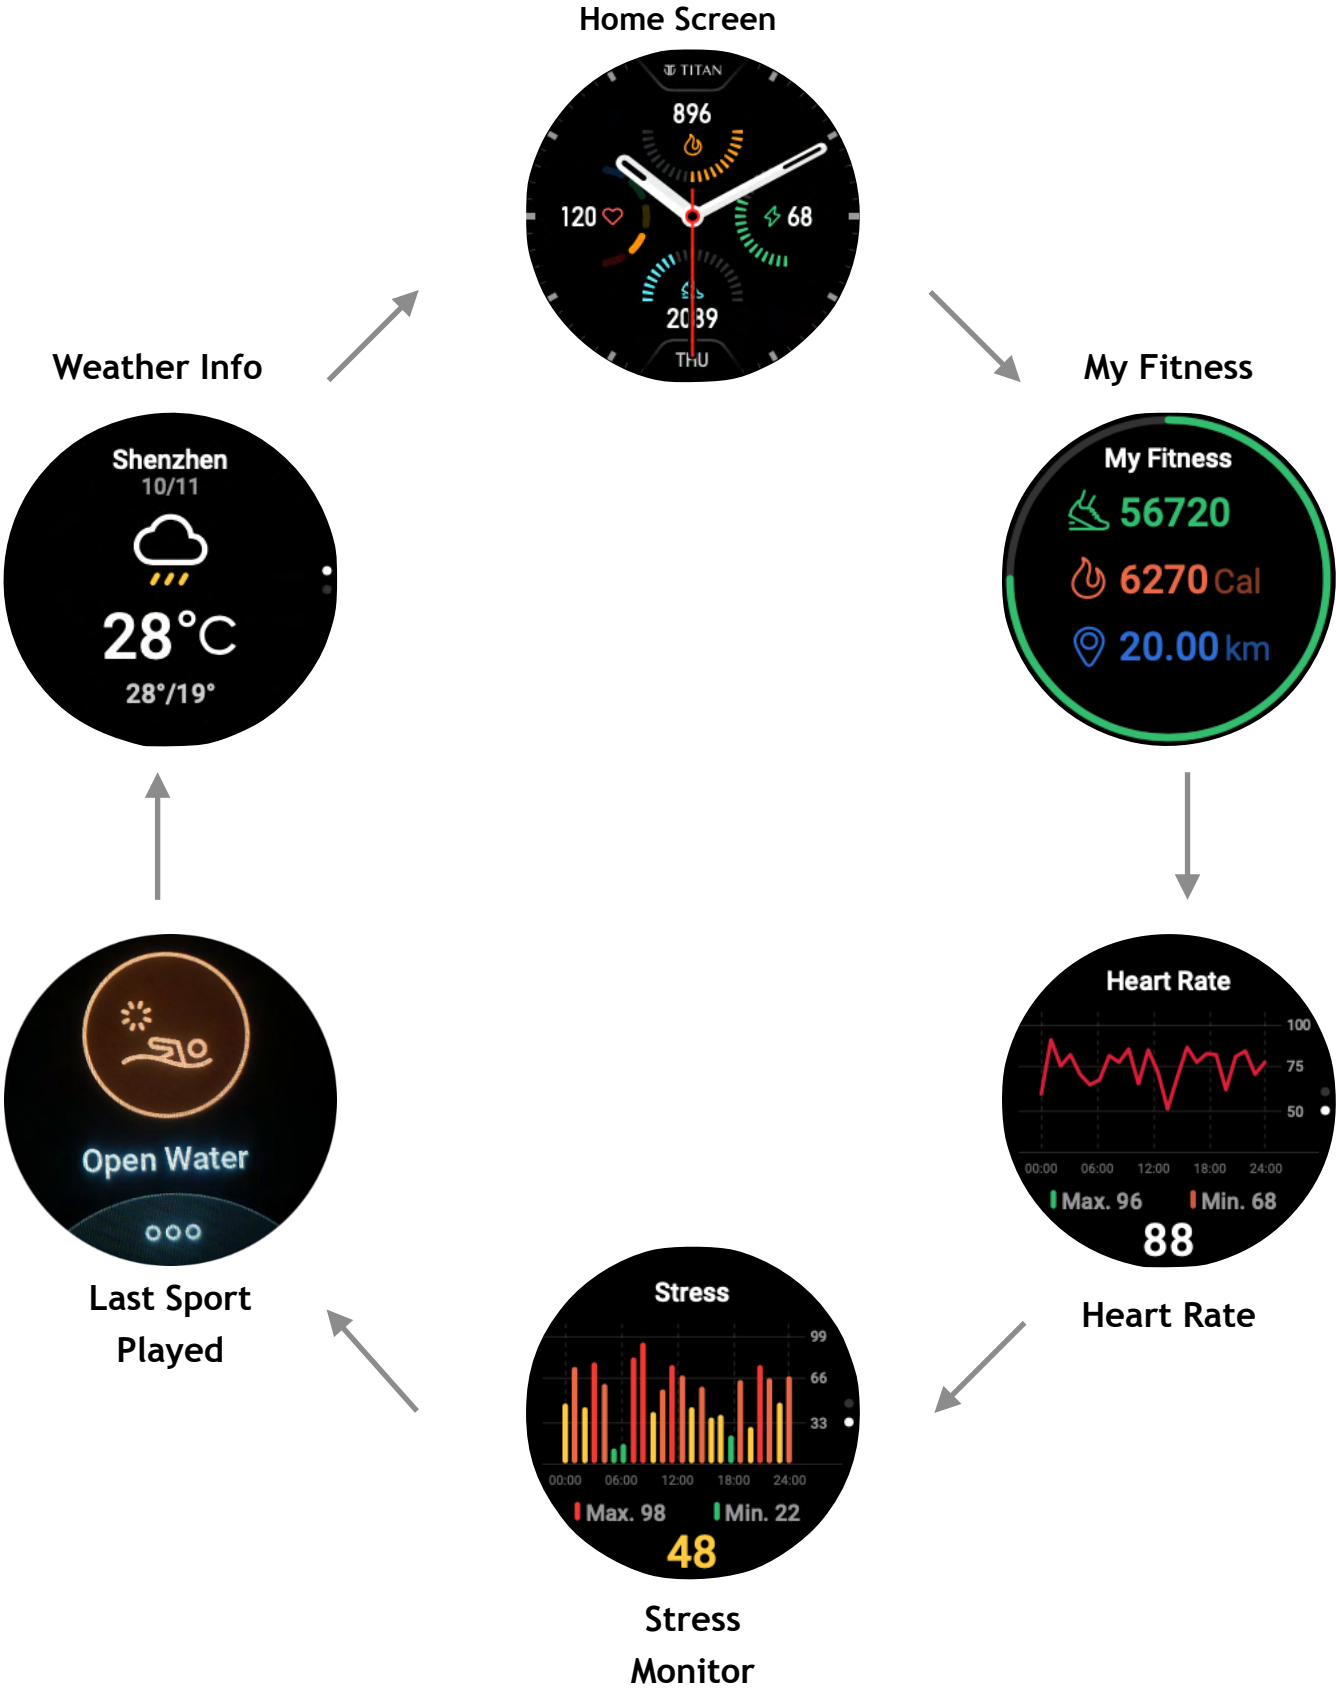 Home Screen
TITAN
896
120
68
2089
THU
My Fitness
My Fitness
56720
6270 Cal
20.00 km
Heart Rate
100
75
50
00:00 06:00 12:00 18:00 24:00
Max. 96 Min. 68
88
Heart Rate
Stress
99
66
33
00:00 06:00 12:00 18:00 24:00
Max. 98 Min. 22
48
Stress
Monitor
Open Water
Last Sport
Played
Weather Info
Shenzhen
10/11
28°C
28°/19°